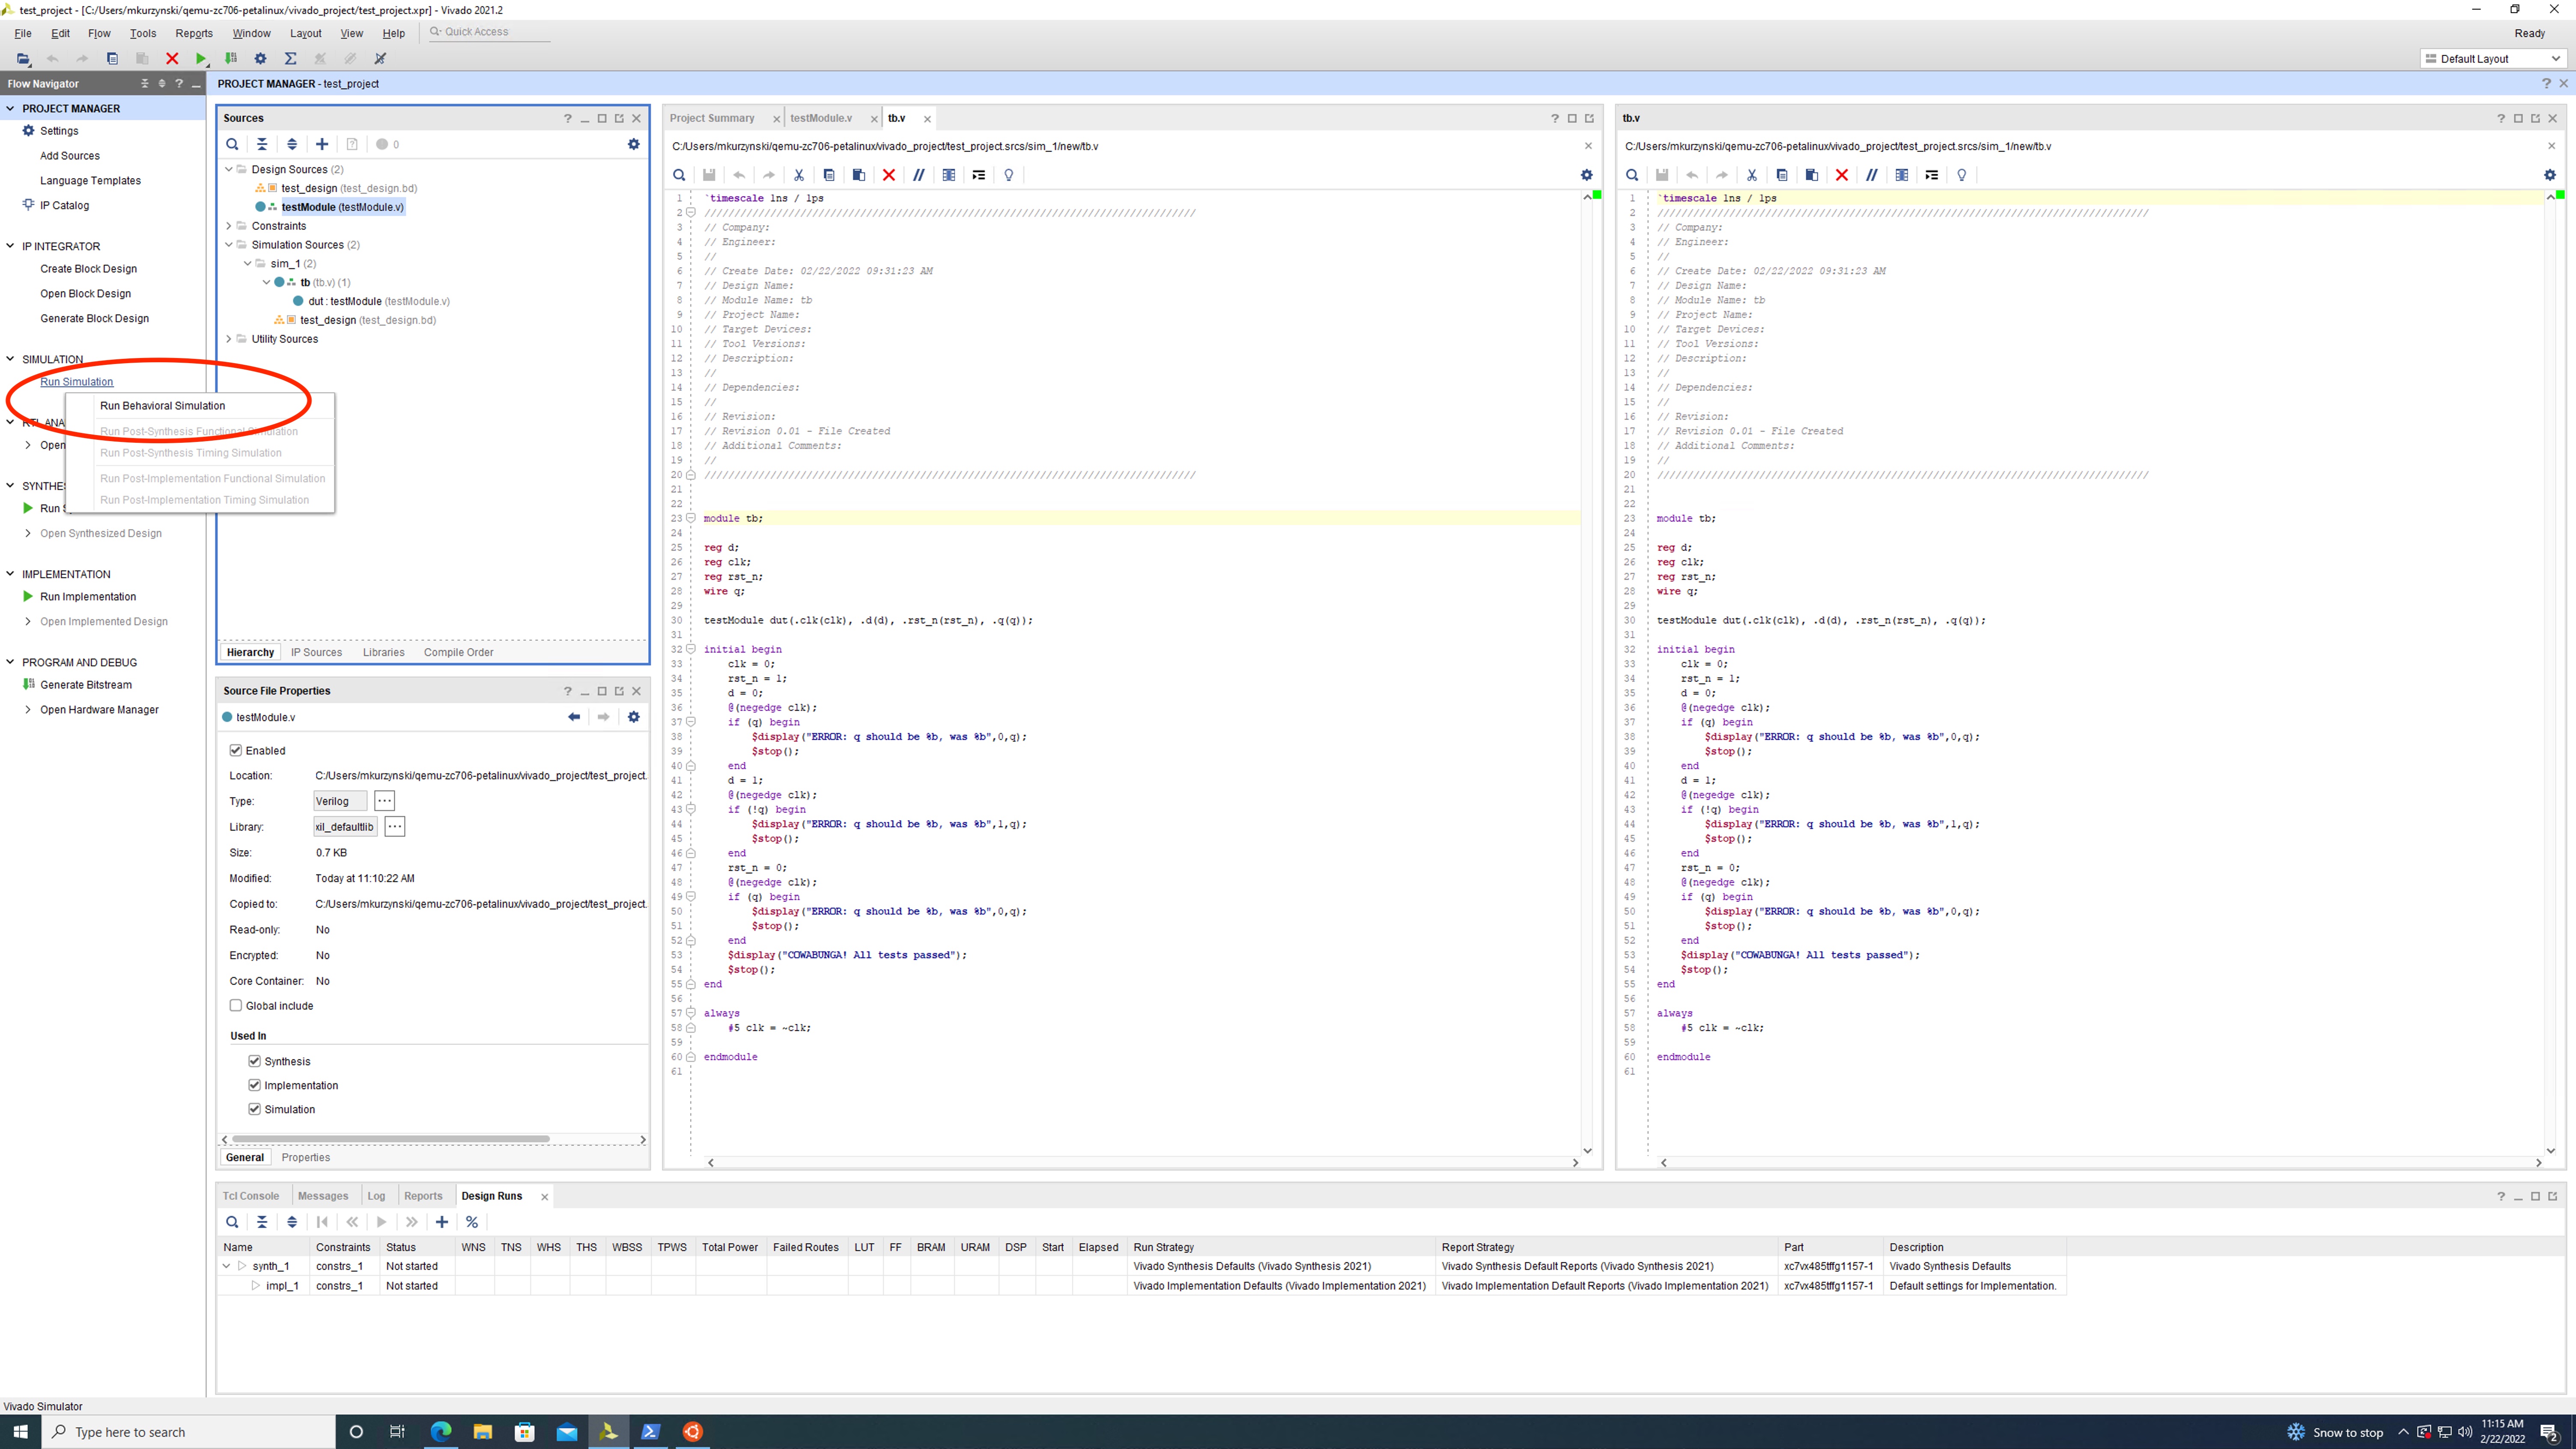 test_project - [C:/Users/mkurzynski/qemu-zc706-petalinux/vivado_project/test_project.xpr] - Vivado 2021.2
File Edit Flow Tools Reports Window Layout View Help Quick Access
Ready
Default Layout
Flow Navigator
PROJECT MANAGER
Settings
Add Sources
Language Templates
IP Catalog
IP INTEGRATOR
Create Block Design
Open Block Design
Generate Block Design
SIMULATION
Run Simulation
Run Behavioral Simulation
Run Post-Synthesis Functional Simulation
Run Post-Synthesis Timing Simulation
Run Post-Implementation Functional Simulation
Run Post-Implementation Timing Simulation
RTL ANA
Open
SYNTHES
Run S
Open Synthesized Design
IMPLEMENTATION
Run Implementation
Open Implemented Design
PROGRAM AND DEBUG
Generate Bitstream
Open Hardware Manager
PROJECT MANAGER - test_project
Sources
0
Design Sources (2)
test_design (test_design.bd)
testModule (testModule.v)
Constraints
Simulation Sources (2)
sim_1 (2)
tb (tb.v) (1)
dut : testModule (testModule.v)
test_design (test_design.bd)
Utility Sources
Hierarchy IP Sources Libraries Compile Order
Source File Properties
testModule.v
Enabled
Location: C:/Users/mkurzynski/qemu-zc706-petalinux/vivado_project/test_project.
Type: Verilog
Library: xil_defaultlib
Size: 0.7 KB
Modified: Today at 11:10:22 AM
Copied to: C:/Users/mkurzynski/qemu-zc706-petalinux/vivado_project/test_project.
Read-only: No
Encrypted: No
Core Container: No
Global include
Used In
Synthesis
Implementation
Simulation
General Properties
Project Summary testModule.v tb.v
C:/Users/mkurzynski/qemu-zc706-petalinux/vivado_project/test_project.srcs/sim_1/new/tb.v
1 `timescale 1ns / 1ps
2 //////////////////////////////////////////////////////////////////////////////////
3 // Company:
4 // Engineer:
5 //
6 // Create Date: 02/22/2022 09:31:23 AM
7 // Design Name:
8 // Module Name: tb
9 // Project Name:
10 // Target Devices:
11 // Tool Versions:
12 // Description:
13 //
14 // Dependencies:
15 //
16 // Revision:
17 // Revision 0.01 - File Created
18 // Additional Comments:
19 //
20 //////////////////////////////////////////////////////////////////////////////////
21
22
23 module tb;
24
25 reg d;
26 reg clk;
27 reg rst_n;
28 wire q;
29
30 testModule dut(.clk(clk), .d(d), .rst_n(rst_n), .q(q));
31
32 initial begin
33 clk = 0;
34 rst_n = 1;
35 d = 0;
36 @(negedge clk);
37 if (q) begin
38 $display("ERROR: q should be %b, was %b",0,q);
39 $stop();
40 end
41 d = 1;
42 @(negedge clk);
43 if (!q) begin
44 $display("ERROR: q should be %b, was %b",1,q);
45 $stop();
46 end
47 rst_n = 0;
48 @(negedge clk);
49 if (q) begin
50 $display("ERROR: q should be %b, was %b",0,q);
51 $stop();
52 end
53 $display("COWABUNGA! All tests passed");
54 $stop();
55 end
56
57 always
58 #5 clk = ~clk;
59
60 endmodule
61
tb.v
C:/Users/mkurzynski/qemu-zc706-petalinux/vivado_project/test_project.srcs/sim_1/new/tb.v
1 `timescale 1ns / 1ps
2 //////////////////////////////////////////////////////////////////////////////////
3 // Company:
4 // Engineer:
5 //
6 // Create Date: 02/22/2022 09:31:23 AM
7 // Design Name:
8 // Module Name: tb
9 // Project Name:
10 // Target Devices:
11 // Tool Versions:
12 // Description:
13 //
14 // Dependencies:
15 //
16 // Revision:
17 // Revision 0.01 - File Created
18 // Additional Comments:
19 //
20 //////////////////////////////////////////////////////////////////////////////////
21
22
23 module tb;
24
25 reg d;
26 reg clk;
27 reg rst_n;
28 wire q;
29
30 testModule dut(.clk(clk), .d(d), .rst_n(rst_n), .q(q));
31
32 initial begin
33 clk = 0;
34 rst_n = 1;
35 d = 0;
36 @(negedge clk);
37 if (q) begin
38 $display("ERROR: q should be %b, was %b",0,q);
39 $stop();
40 end
41 d = 1;
42 @(negedge clk);
43 if (!q) begin
44 $display("ERROR: q should be %b, was %b",1,q);
45 $stop();
46 end
47 rst_n = 0;
48 @(negedge clk);
49 if (q) begin
50 $display("ERROR: q should be %b, was %b",0,q);
51 $stop();
52 end
53 $display("COWABUNGA! All tests passed");
54 $stop();
55 end
56
57 always
58 #5 clk = ~clk;
59
60 endmodule
61
Tcl Console Messages Log Reports Design Runs
Name Constraints Status WNS TNS WHS THS WBSS TPWS Total Power Failed Routes LUT FF BRAM URAM DSP Start Elapsed Run Strategy Report Strategy Part Description
synth_1 constrs_1 Not started Vivado Synthesis Defaults (Vivado Synthesis 2021) Vivado Synthesis Default Reports (Vivado Synthesis 2021) xc7vx485tffg1157-1 Vivado Synthesis Defaults
impl_1 constrs_1 Not started Vivado Implementation Defaults (Vivado Implementation 2021) Vivado Implementation Default Reports (Vivado Implementation 2021) xc7vx485tffg1157-1 Default settings for Implementation.
Vivado Simulator
Type here to search
Snow to stop
11:15 AM
2/22/2022
2